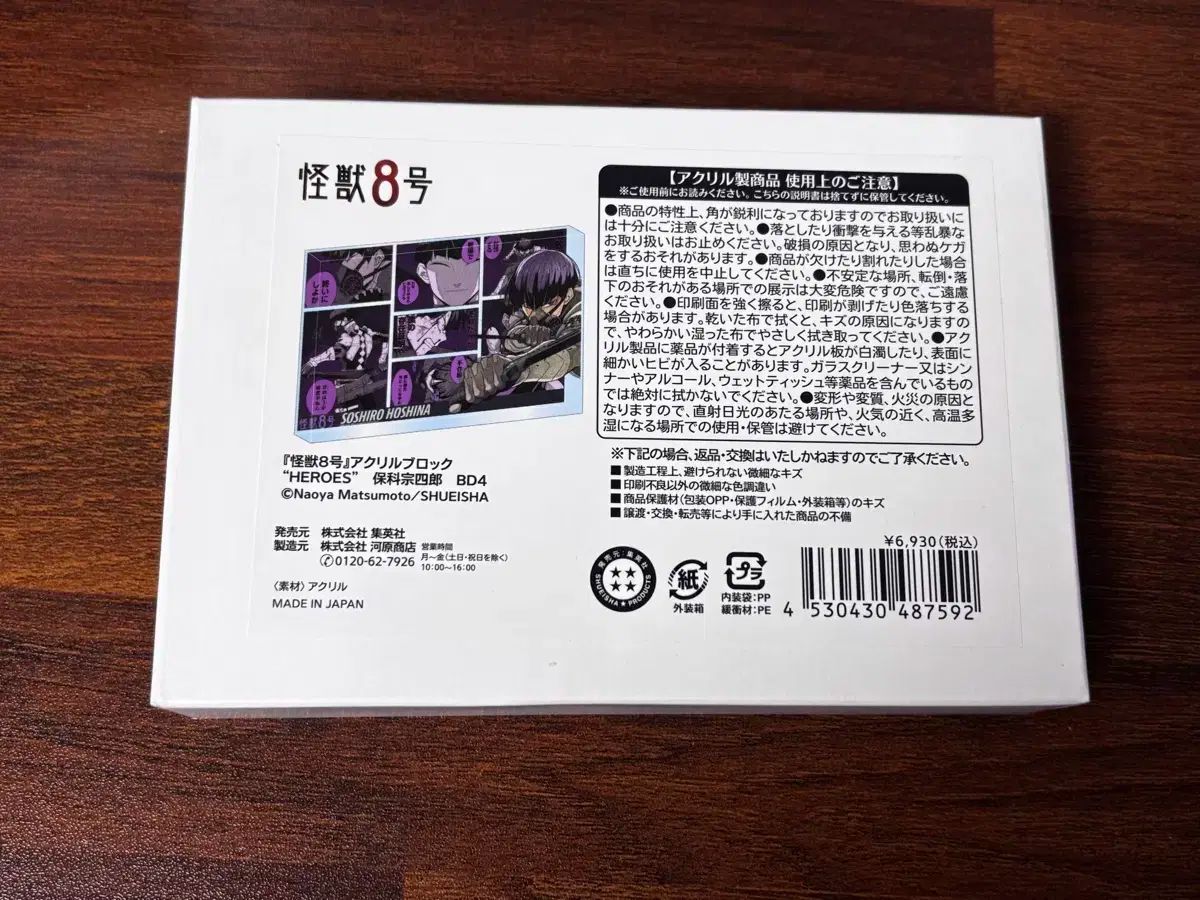 怪獣8号
戦いに
しよか
怪獣8号
SOSHIRO HOSHINA
『怪獣8号』アクリルブロック
“HEROES” 保科宗四郎 BD4
©Naoya Matsumoto/SHUEISHA
発売元 株式会社 集英社
製造元 株式会社 河原商店
✆0120-62-7926
営業時間
月~金(土日・祝日を除く)
10:00~16:00
〈素材〉アクリル
MADE IN JAPAN
【アクリル製商品 使用上のご注意】
※ご使用前にお読みください。こちらの説明書は捨てずに保管してください。
●商品の特性上、角が鋭利になっておりますのでお取り扱いに
は十分にご注意ください。●落としたり衝撃を与える等乱暴な
お取り扱いはお止めください。破損の原因となり、思わぬケガ
をするおそれがあります。●商品が欠けたり割れたりした場合
は直ちに使用を中止してください。●不安定な場所、転倒・落
下のおそれがある場所での展示は大変危険ですので、ご遠慮
ください。●印刷面を強く擦ると、印刷が剥げたり色落ちする
場合があります。乾いた布で拭くと、キズの原因になりますの
で、やわらかい湿った布でやさしく拭き取ってください。●アク
リル製品に薬品が付着するとアクリル板が白濁したり、表面に
細かいヒビが入ることがあります。ガラスクリーナー又はシン
ナーやアルコール、ウェットティッシュ等薬品を含んでいるもの
では絶対に拭かないでください。●変形や変質、火災の原因と
なりますので、直射日光のあたる場所や、火気の近く、高温多
湿になる場所での使用・保管は避けてください。
※下記の場合、返品・交換はいたしかねますのでご了承ください。
■製造工程上、避けられない微細なキズ
■印刷不良以外の微細な色調違い
■商品保護材(包装OPP・保護フィルム・外装箱等)のキズ
■譲渡・交換・転売等により手に入れた商品の不備
発売元:集英社
SHUEISHA★PRODUCTS
紙
外装箱
プラ
内装袋:PP
緩衝材:PE
¥6,930(税込)
4 530430 487592